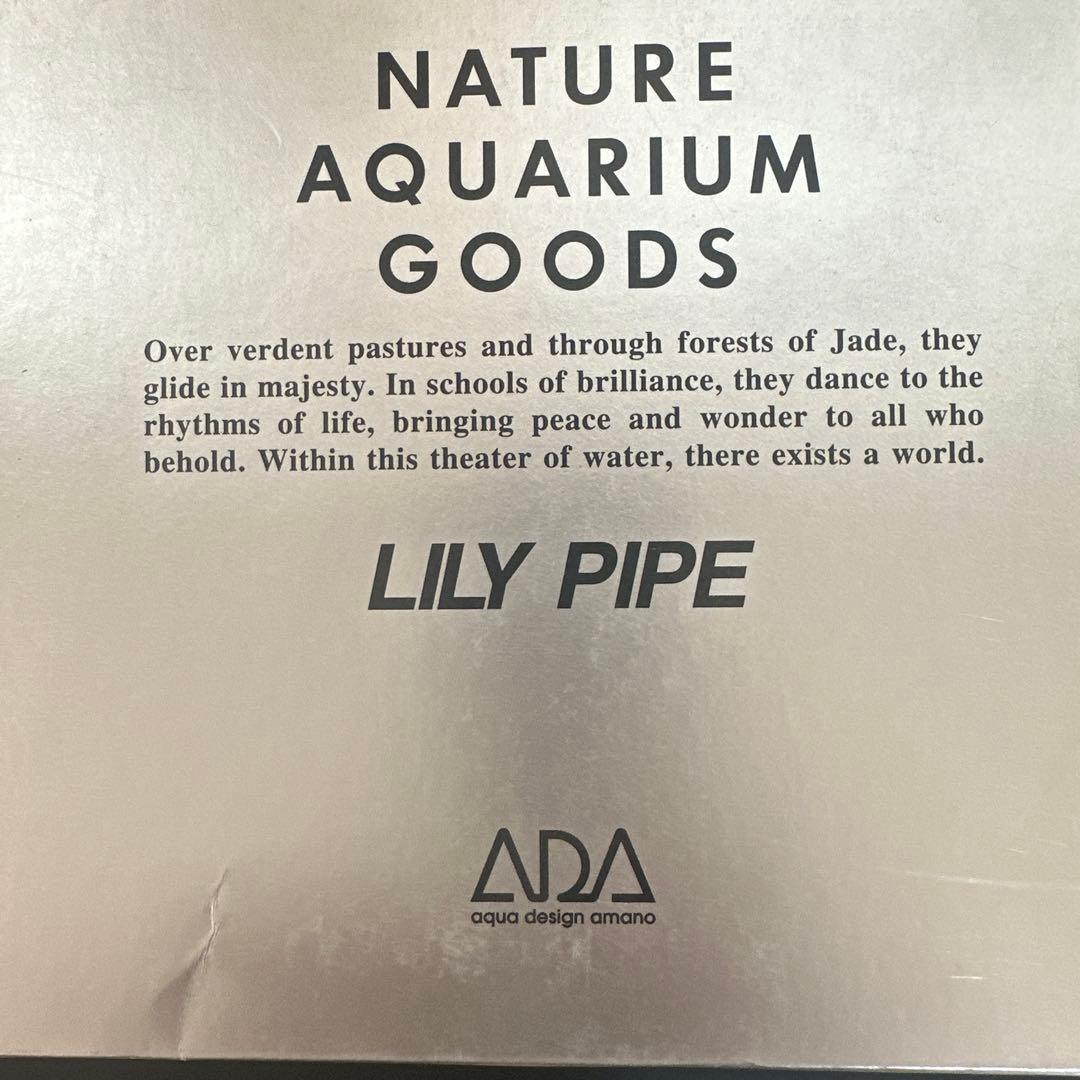 NATURE
AQUARIUM
GOODS
Over verdent pastures and through forests of Jade, they
glide in majesty. In schools of brilliance, they dance to the
rhythms of life, bringing peace and wonder to all who
behold. Within this theater of water, there exists a world.
LILY PIPE
ADA
aqua design amano